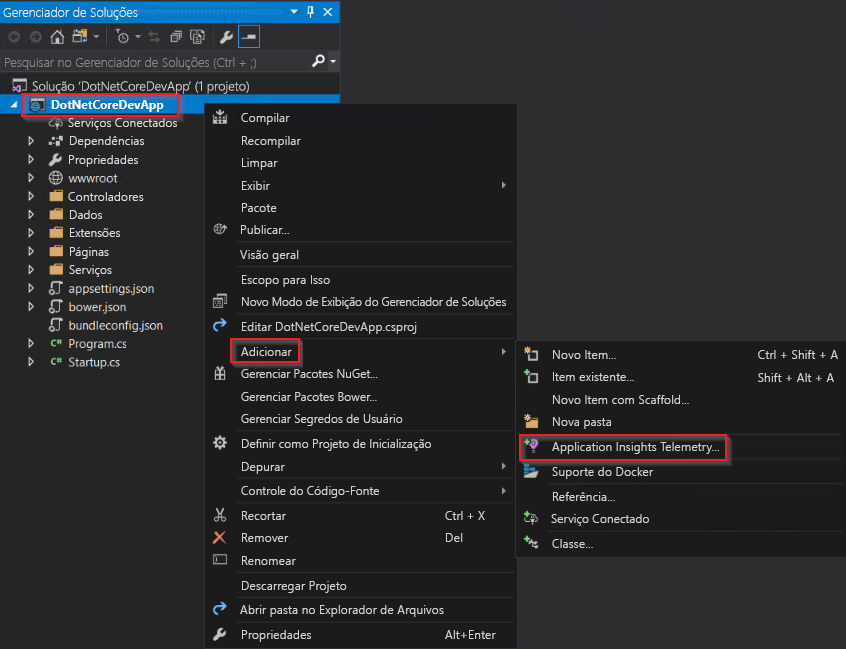 Gerenciador de Soluções
Pesquisar no Gerenciador de Soluções (Ctrl + ;)
Solução 'DotNetCoreDevApp' (1 projeto)
DotNetCoreDevApp
Serviços Conectados
Dependências
Propriedades
wwwroot
Controladores
Dados
Extensões
Páginas
Serviços
appsettings.json
bower.json
bundleconfig.json
C# Program.cs
C# Startup.cs
Compilar
Recompilar
Limpar
Exibir
Pacote
Publicar...
Visão geral
Escopo para Isso
Novo Modo de Exibição do Gerenciador de Soluções
Editar DotNetCoreDevApp.csproj
Adicionar
Gerenciar Pacotes NuGet...
Gerenciar Pacotes Bower...
Gerenciar Segredos de Usuário
Definir como Projeto de Inicialização
Depurar
Controle do Código-Fonte
Recortar Ctrl + X
Remover Del
Renomear
Descarregar Projeto
Abrir pasta no Explorador de Arquivos
Propriedades Alt+Enter
Novo Item... Ctrl + Shift + A
Item existente... Shift + Alt + A
Novo Item com Scaffold...
Nova pasta
Application Insights Telemetry...
Suporte do Docker
Referência...
Serviço Conectado
Classe...